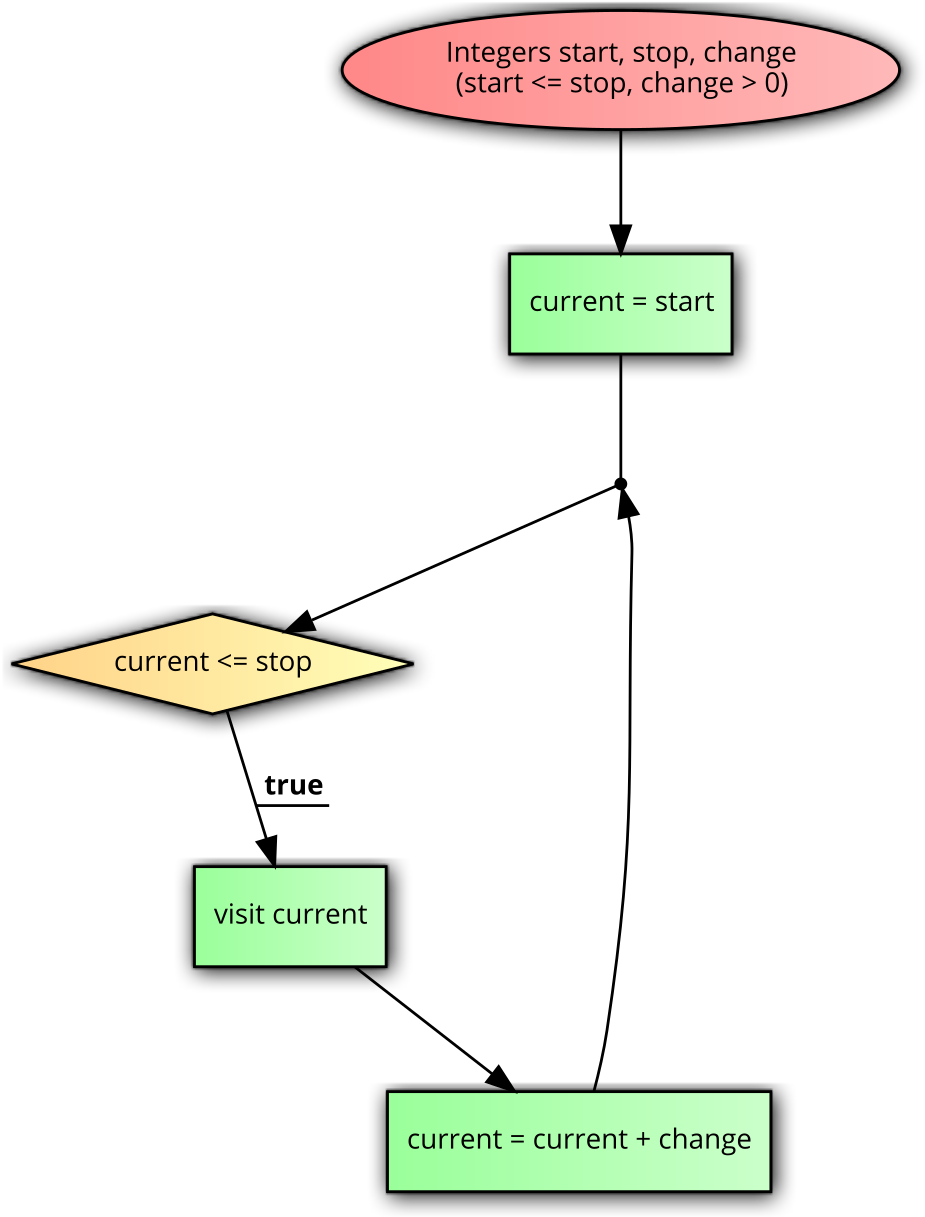 Integers start, stop, change
(start <= stop, change > 0)
current = start
current <= stop
true
visit current
current = current + change